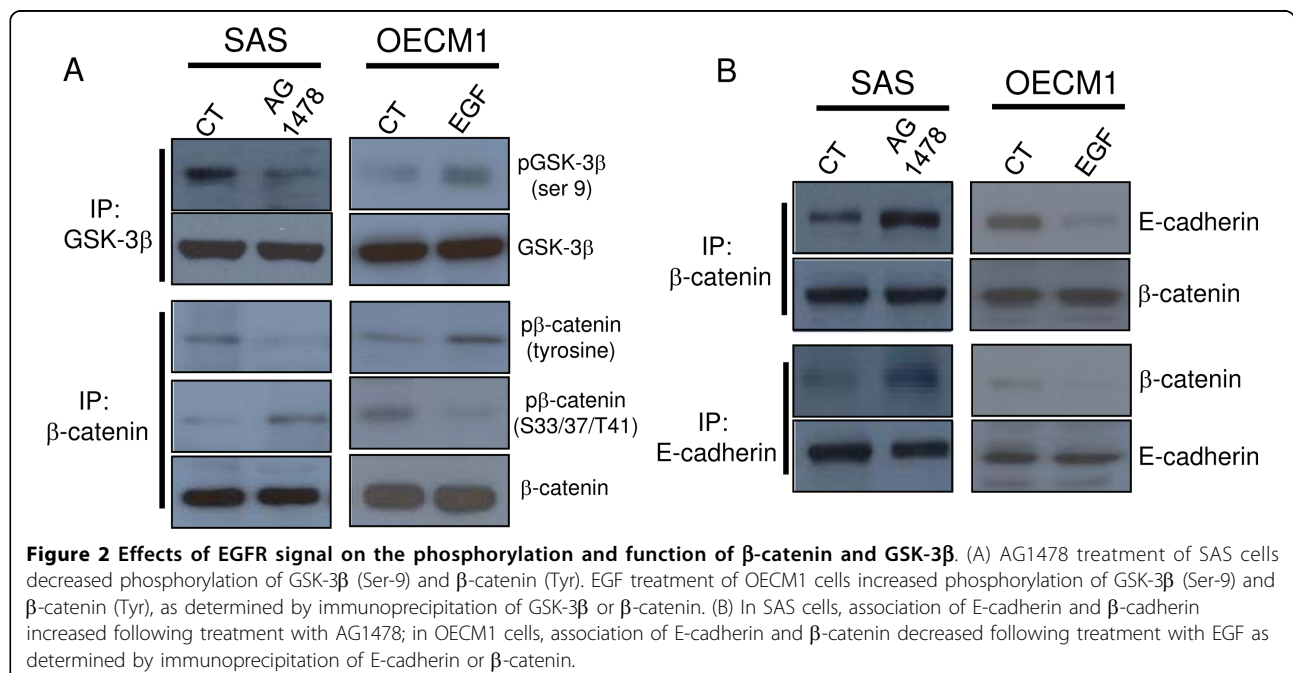 A
SAS OECM1
CT AG 1478 CT EGF
IP: GSK-3β
pGSK-3β (ser 9)
GSK-3β
IP: β-catenin
pβ-catenin (tyrosine)
pβ-catenin (S33/37/T41)
β-catenin
B
SAS OECM1
CT AG 1478 CT EGF
IP: β-catenin
E-cadherin
β-catenin
IP: E-cadherin
β-catenin
E-cadherin
Figure 2 Effects of EGFR signal on the phosphorylation and function of β-catenin and GSK-3β. (A) AG1478 treatment of SAS cells
decreased phosphorylation of GSK-3β (Ser-9) and β-catenin (Tyr). EGF treatment of OECM1 cells increased phosphorylation of GSK-3β (Ser-9) and
β-catenin (Tyr), as determined by immunoprecipitation of GSK-3β or β-catenin. (B) In SAS cells, association of E-cadherin and β-cadherin
increased following treatment with AG1478; in OECM1 cells, association of E-cadherin and β-catenin decreased following treatment with EGF as
determined by immunoprecipitation of E-cadherin or β-catenin.